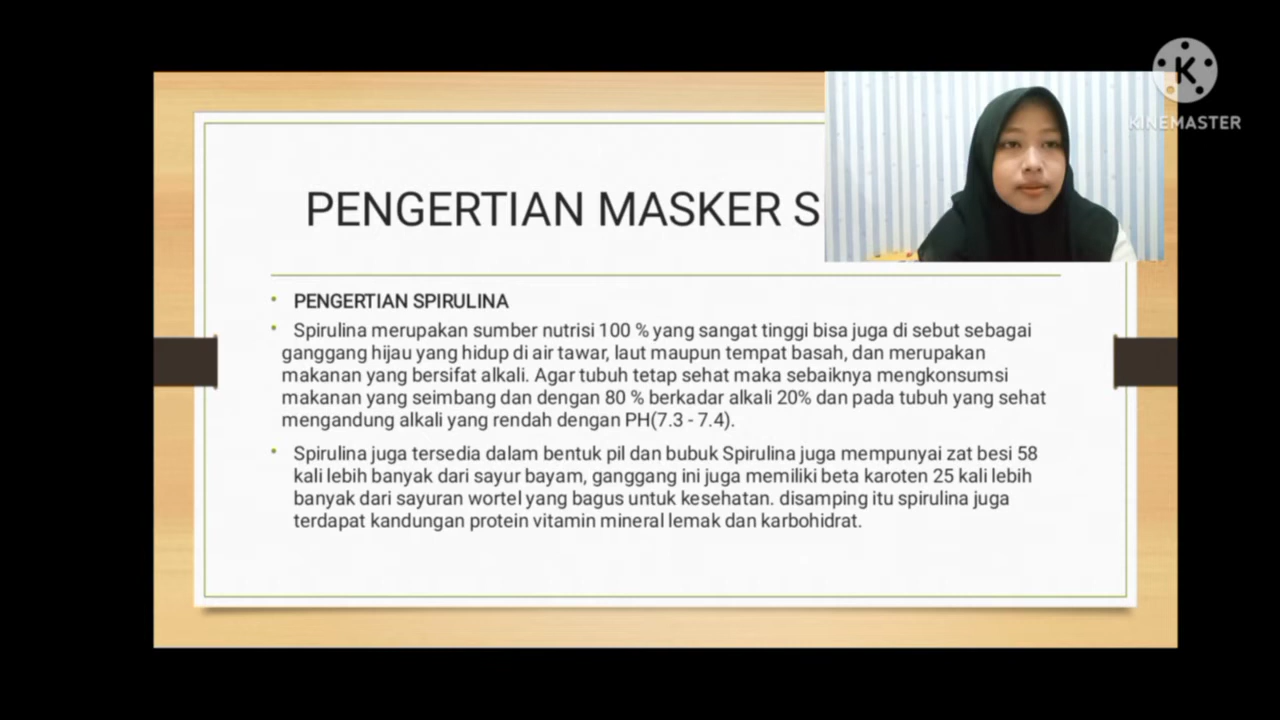 PENGERTIAN MASKER S
KINEMASTER
PENGERTIAN SPIRULINA
Spirulina merupakan sumber nutrisi 100 % yang sangat tinggi bisa juga di sebut sebagai
ganggang hijau yang hidup di air tawar, laut maupun tempat basah, dan merupakan
makanan yang bersifat alkali. Agar tubuh tetap sehat maka sebaiknya mengkonsumsi
makanan yang seimbang dan dengan 80 % berkadar alkali 20% dan pada tubuh yang sehat
mengandung alkali yang rendah dengan PH(7.3 - 7.4).
Spirulina juga tersedia dalam bentuk pil dan bubuk Spirulina juga mempunyai zat besi 58
kali lebih banyak dari sayur bayam, ganggang ini juga memiliki beta karoten 25 kali lebih
banyak dari sayuran wortel yang bagus untuk kesehatan. disamping itu spirulina juga
terdapat kandungan protein vitamin mineral lemak dan karbohidrat.